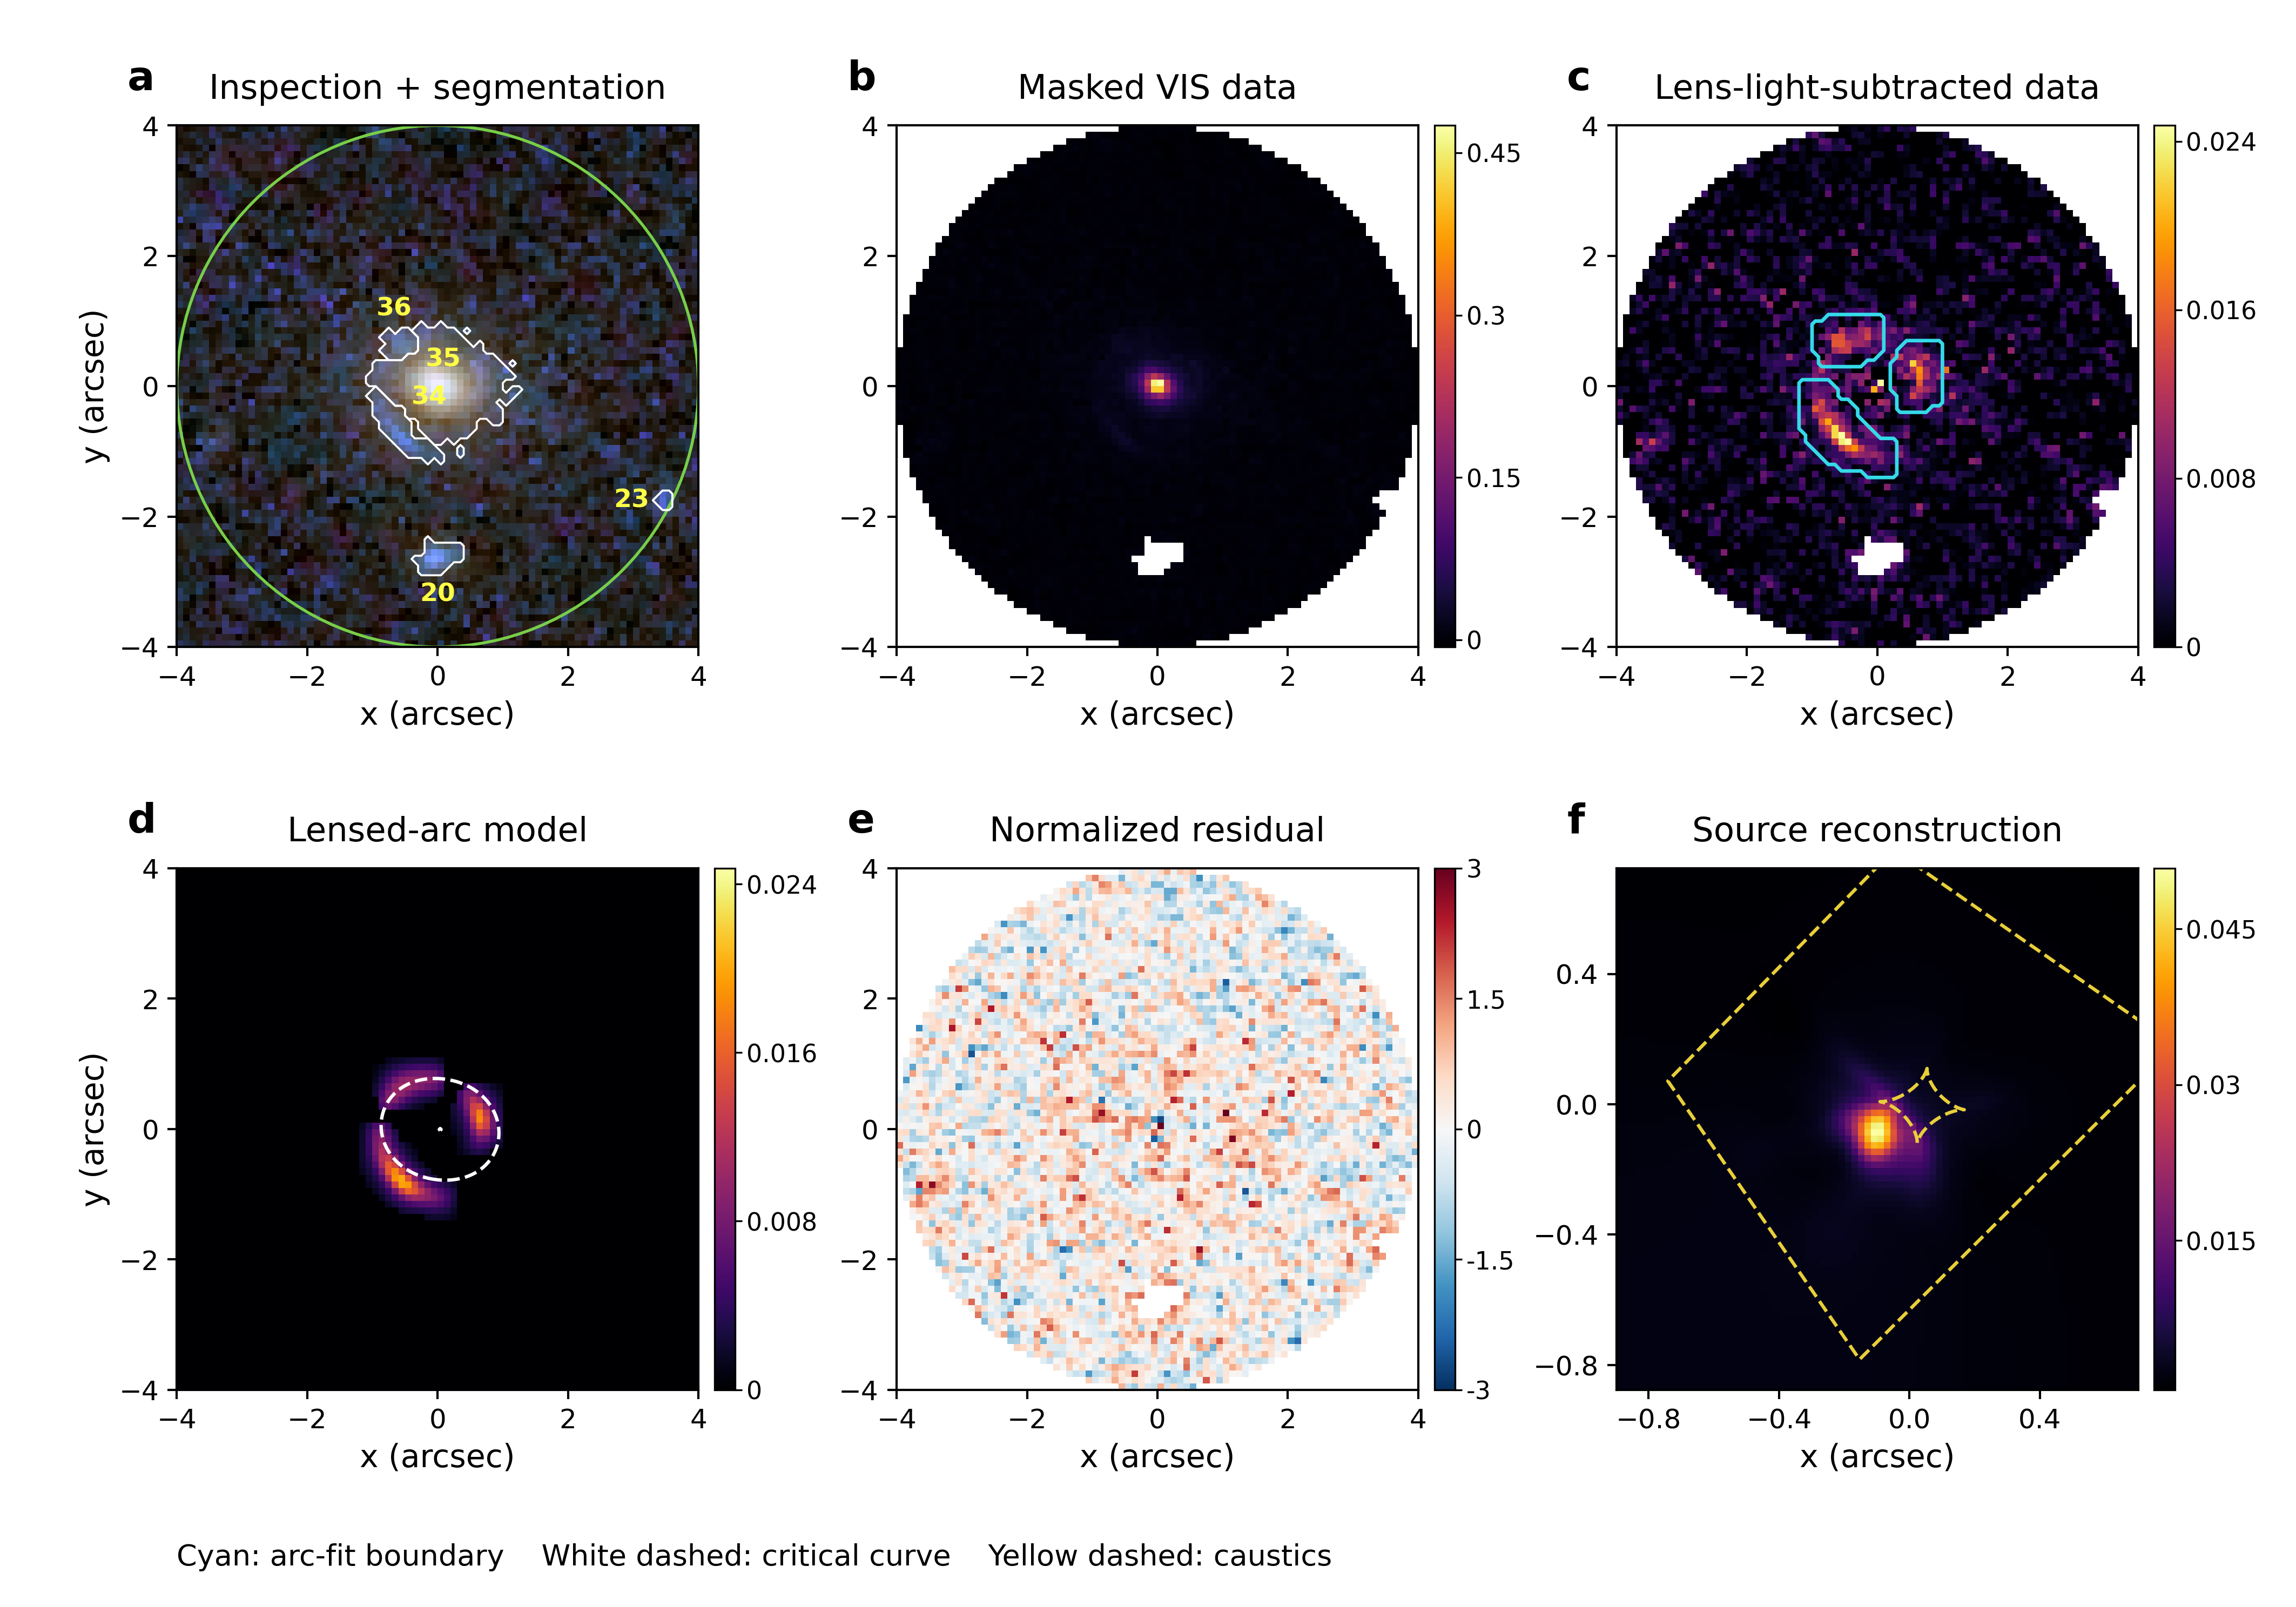 a Inspection + segmentation
b Masked VIS data
c Lens-light-subtracted data
4
2
0
−2
−4
y (arcsec)
36
35
34
23
20
−4 −2 0 2 4
x (arcsec)
4
2
0
−2
−4
0.45
0.3
0.15
0
−4 −2 0 2 4
x (arcsec)
4
2
0
−2
−4
0.024
0.016
0.008
0
−4 −2 0 2 4
x (arcsec)
d Lensed-arc model
e Normalized residual
f Source reconstruction
4
2
0
−2
−4
y (arcsec)
0.024
0.016
0.008
0
−4 −2 0 2 4
x (arcsec)
4
2
0
−2
−4
3
1.5
0
-1.5
-3
−4 −2 0 2 4
x (arcsec)
0.4
0.0
−0.4
−0.8
0.045
0.03
0.015
−0.8 −0.4 0.0 0.4
x (arcsec)
Cyan: arc-fit boundary White dashed: critical curve Yellow dashed: caustics